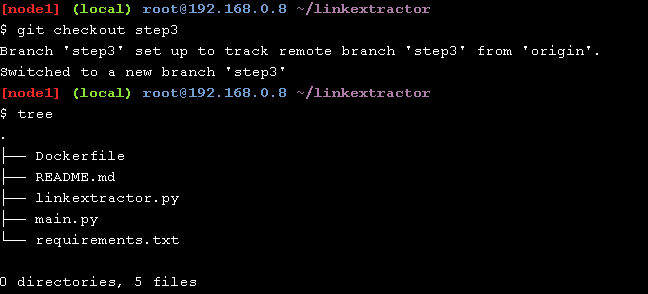 [node1] (local) root@192.168.0.8 ~/linkextractor
$ git checkout step3
Branch 'step3' set up to track remote branch 'step3' from 'origin'.
Switched to a new branch 'step3'
[node1] (local) root@192.168.0.8 ~/linkextractor
$ tree
.
├── Dockerfile
├── README.md
├── linkextractor.py
├── main.py
└── requirements.txt
0 directories, 5 files